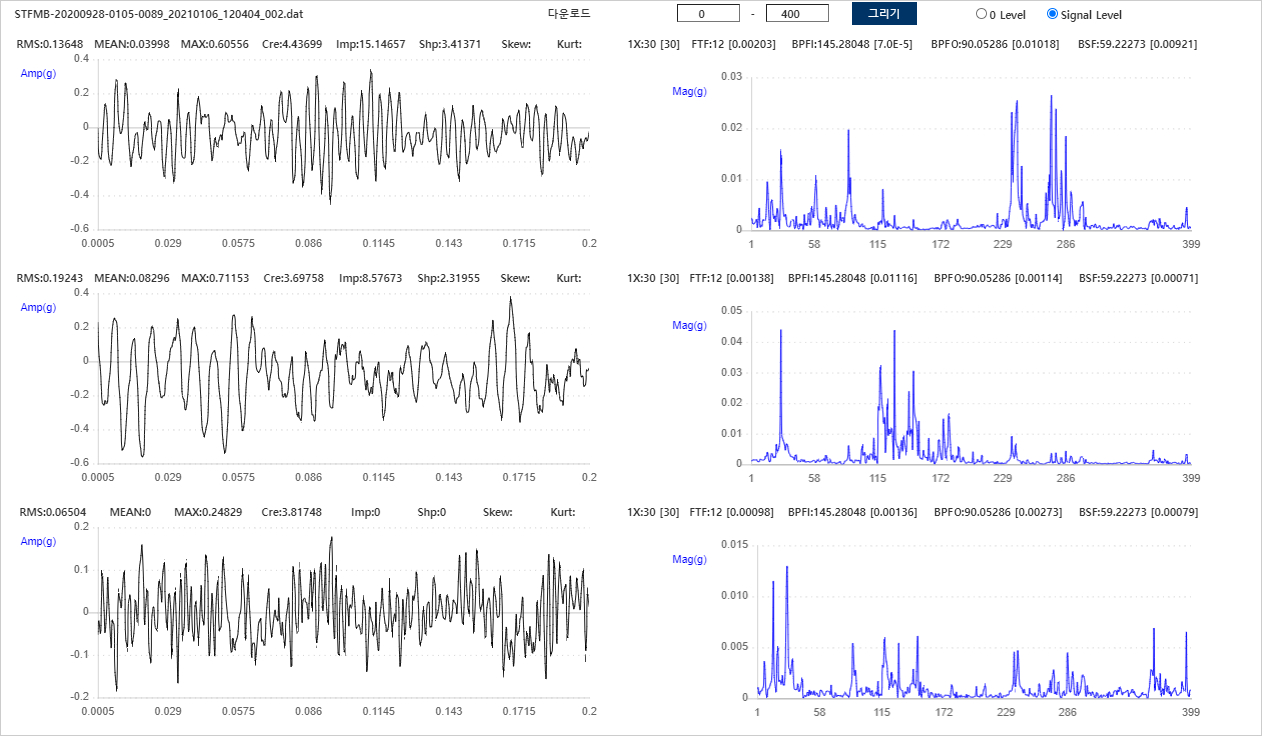 STFMB-20200928-0105-0089_20210106_120404_002.dat 다운로드 0 - 400 그리기 0 Level Signal Level
RMS:0.13648 MEAN:0.03998 MAX:0.60556 Cre:4.43699 Imp:15.14657 Shp:3.41371 Skew: Kurt:
Amp(g)
0.4
0.2
0
-0.2
-0.4
-0.6
0.0005 0.029 0.0575 0.086 0.1145 0.143 0.1715 0.2
1X:30 [30] FTF:12 [0.00203] BPFI:145.28048 [7.0E-5] BPFO:90.05286 [0.01018] BSF:59.22273 [0.00921]
Mag(g)
0.03
0.02
0.01
0
1 58 115 172 229 286 399
RMS:0.19243 MEAN:0.08296 MAX:0.71153 Cre:3.69758 Imp:8.57673 Shp:2.31955 Skew: Kurt:
Amp(g)
0.4
0.2
0
-0.2
-0.4
-0.6
0.0005 0.029 0.0575 0.086 0.1145 0.143 0.1715 0.2
1X:30 [30] FTF:12 [0.00138] BPFI:145.28048 [0.01116] BPFO:90.05286 [0.00114] BSF:59.22273 [0.00071]
Mag(g)
0.05
0.04
0.03
0.02
0.01
0
1 58 115 172 229 286 399
RMS:0.06504 MEAN:0 MAX:0.24829 Cre:3.81748 Imp:0 Shp:0 Skew: Kurt:
Amp(g)
0.2
0.1
0
-0.1
-0.2
0.0005 0.029 0.0575 0.086 0.1145 0.143 0.1715 0.2
1X:30 [30] FTF:12 [0.00098] BPFI:145.28048 [0.00136] BPFO:90.05286 [0.00273] BSF:59.22273 [0.00079]
Mag(g)
0.015
0.010
0.005
0
1 58 115 172 229 286 399